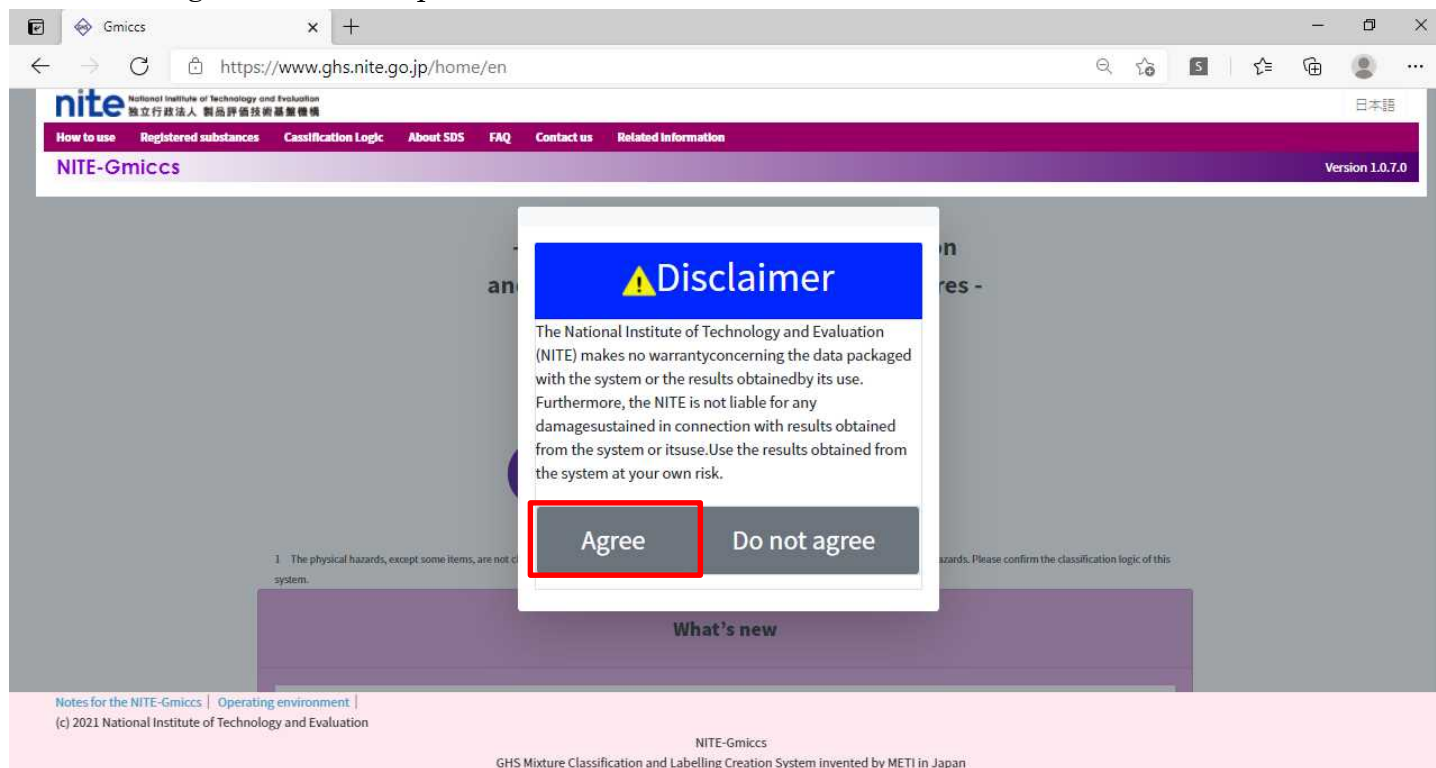 Gmiccs
https://www.ghs.nite.go.jp/home/en
S
nite National Institute of Technology and Evaluation
独立行政法人 製品評価技術基盤機構
日本語
How to use Registered substances Cassification Logic About SDS FAQ Contact us Related Information
NITE-Gmiccs
Version 1.0.7.0
res -
Disclaimer
The National Institute of Technology and Evaluation
(NITE) makes no warrantyconcerning the data packaged
with the system or the results obtainedby its use.
Furthermore, the NITE is not liable for any
damagesustained in connection with results obtained
from the system or itsuse.Use the results obtained from
the system at your own risk.
Agree Do not agree
1 The physical hazards, except some items, are not
azards. Please confirm the classification logic of this
system.
What's new
Notes for the NITE-Gmiccs | Operating environment |
(c) 2021 National Institute of Technology and Evaluation
NITE-Gmiccs
GHS Mixture Classification and Labelling Creation System invented by METI in Japan